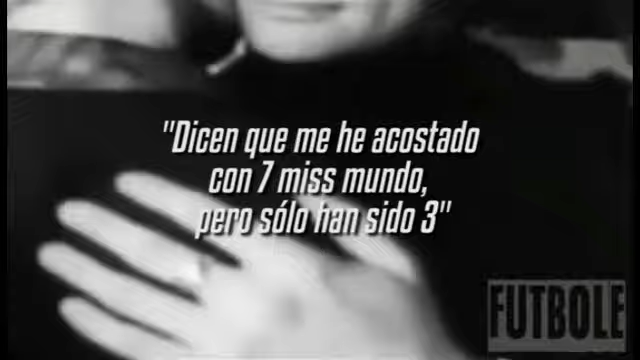 "Dicen que me he acostado
con 7 miss mundo,
pero sólo han sido 3"
FUTBOLE